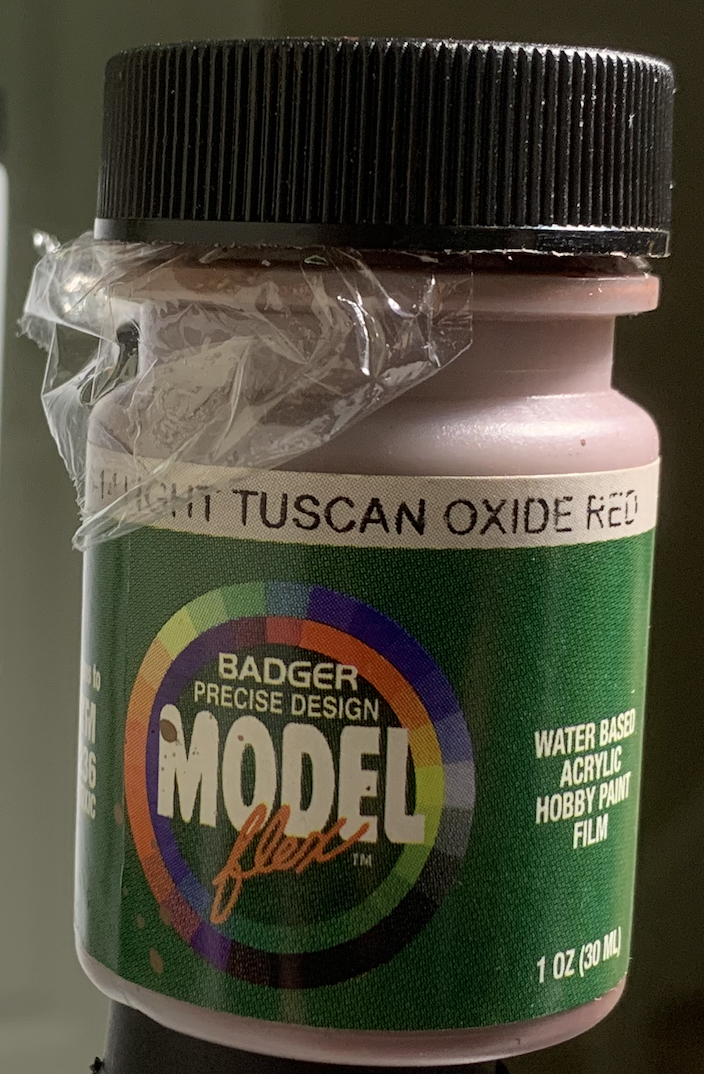 LIGHT TUSCAN OXIDE RED
BADGER
PRECISE DESIGN
MODEL
flex TM
WATER BASED
ACRYLIC
HOBBY PAINT
FILM
1 OZ (30 ML)